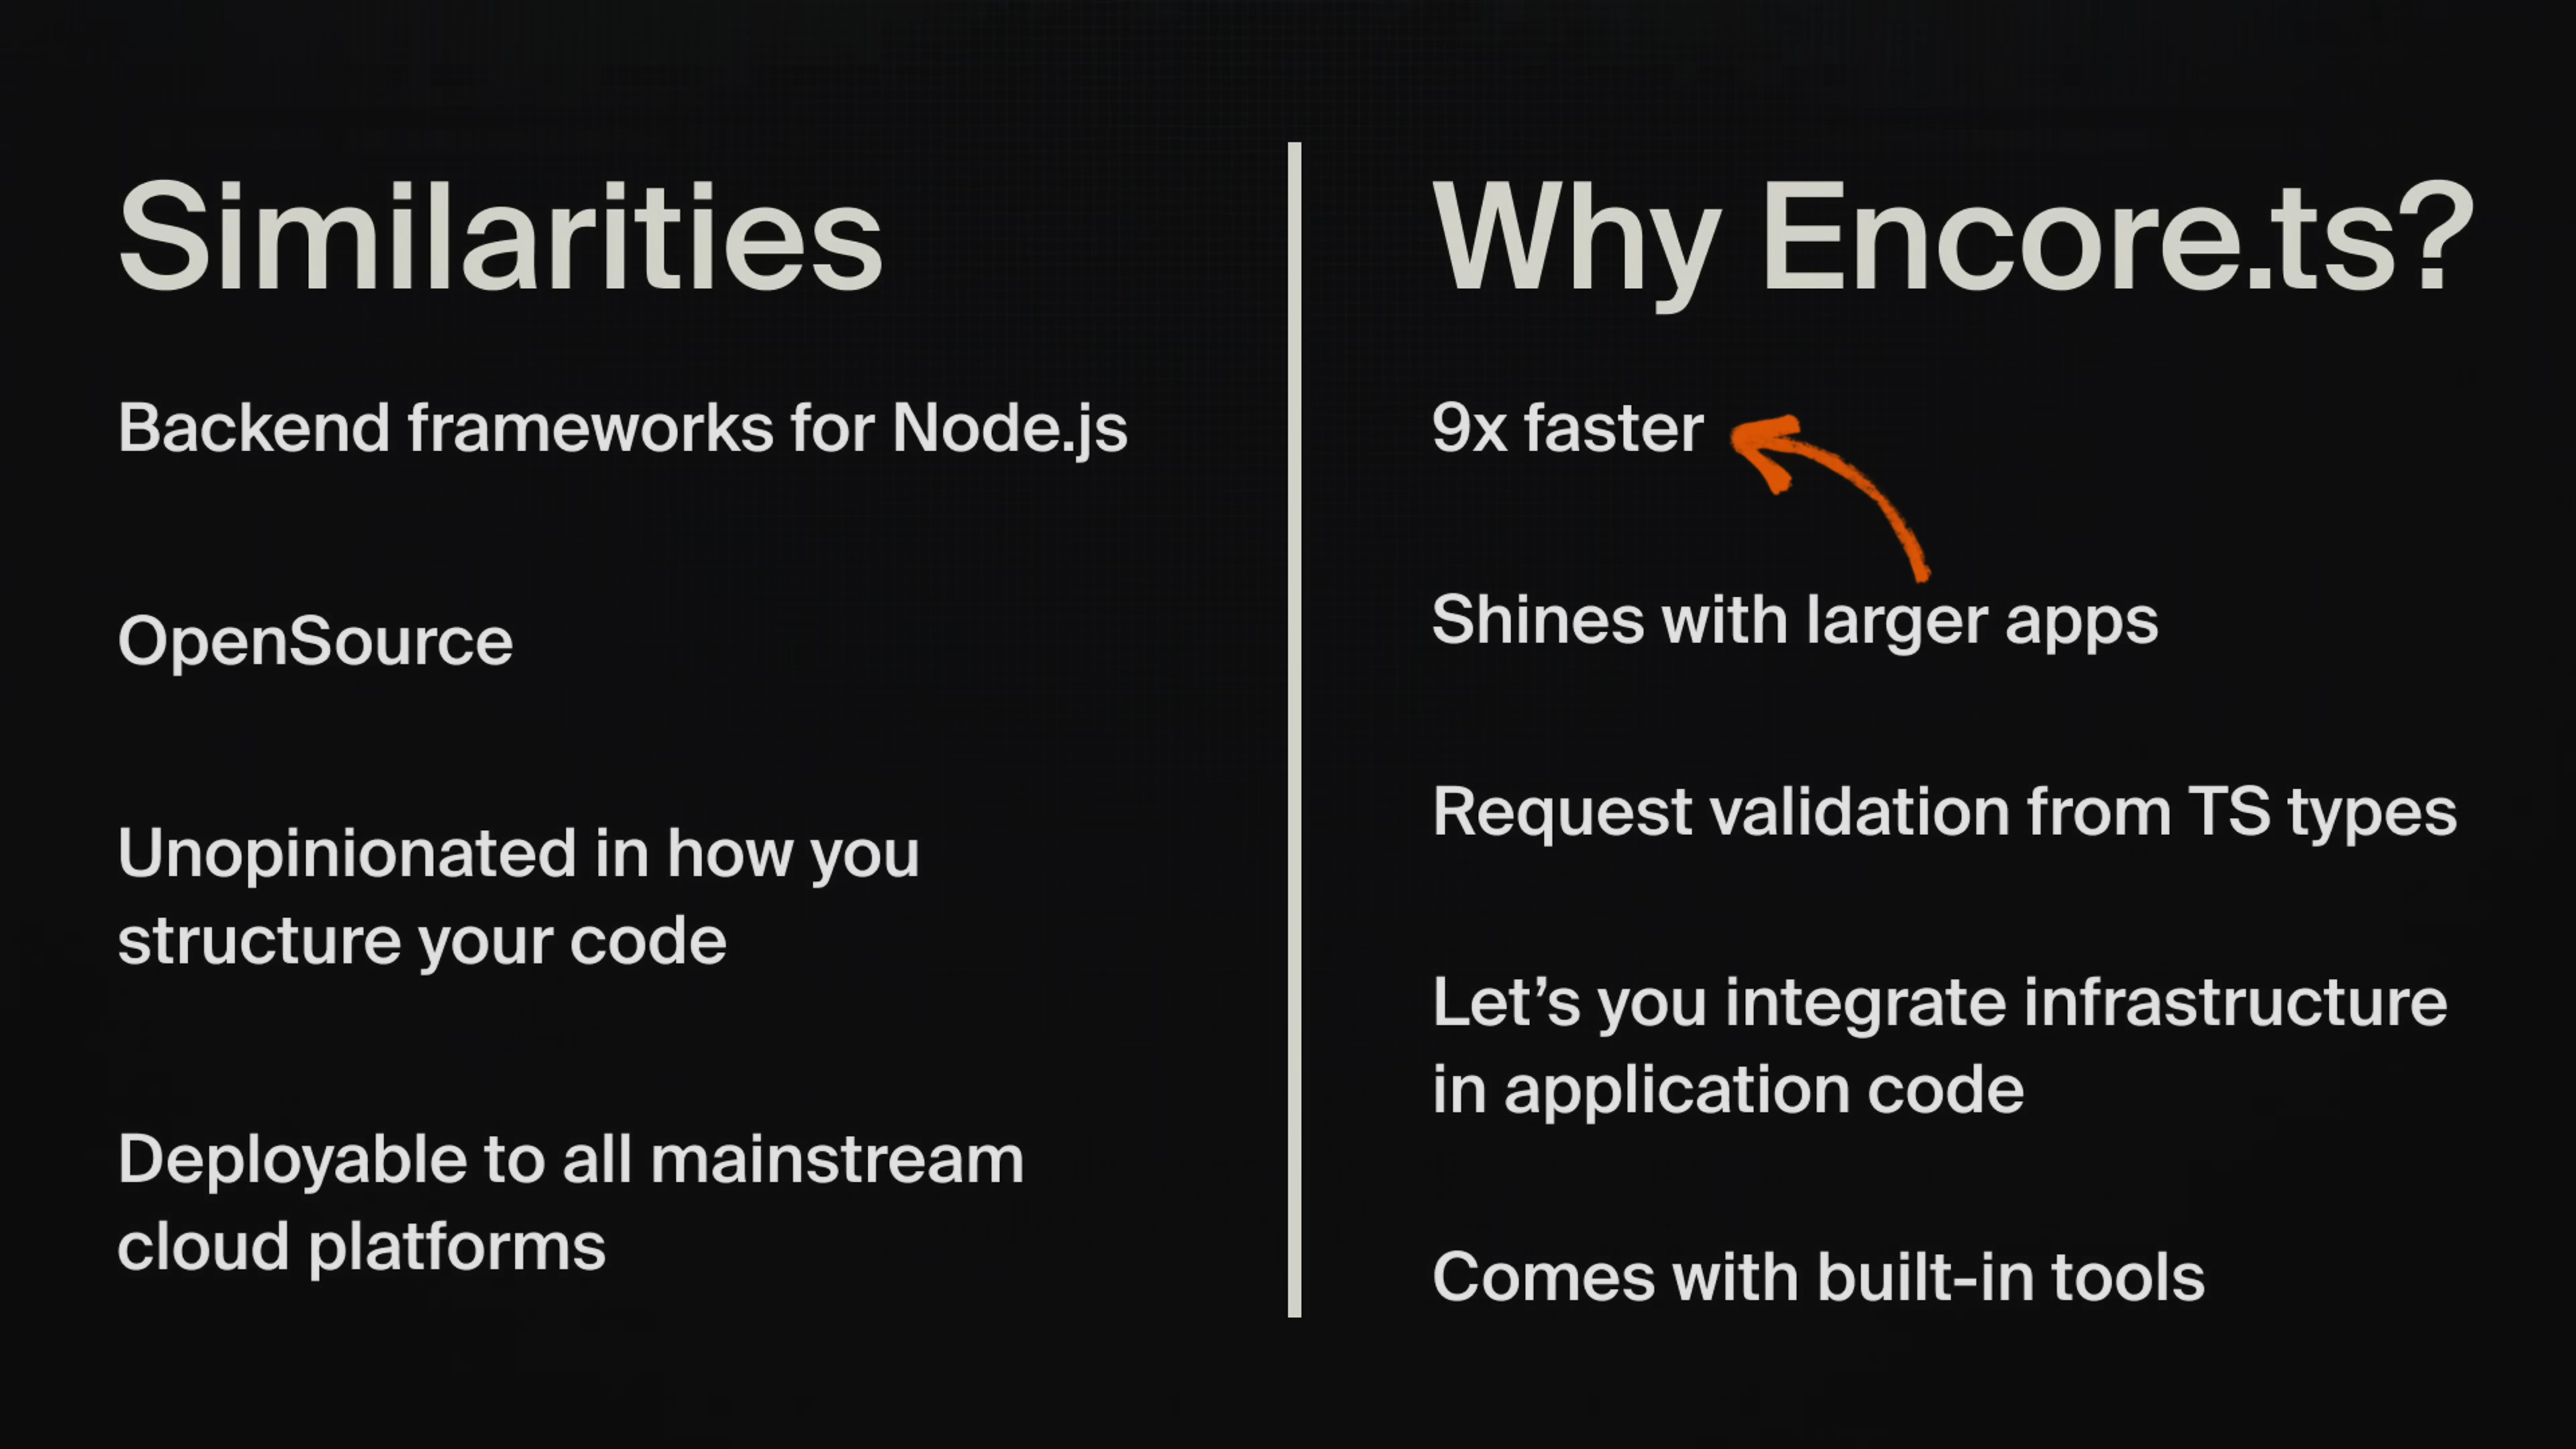 Similarities
Backend frameworks for Node.js
OpenSource
Unopinionated in how you
structure your code
Deployable to all mainstream
cloud platforms
Why Encore.ts?
9x faster
Shines with larger apps
Request validation from TS types
Let’s you integrate infrastructure
in application code
Comes with built-in tools